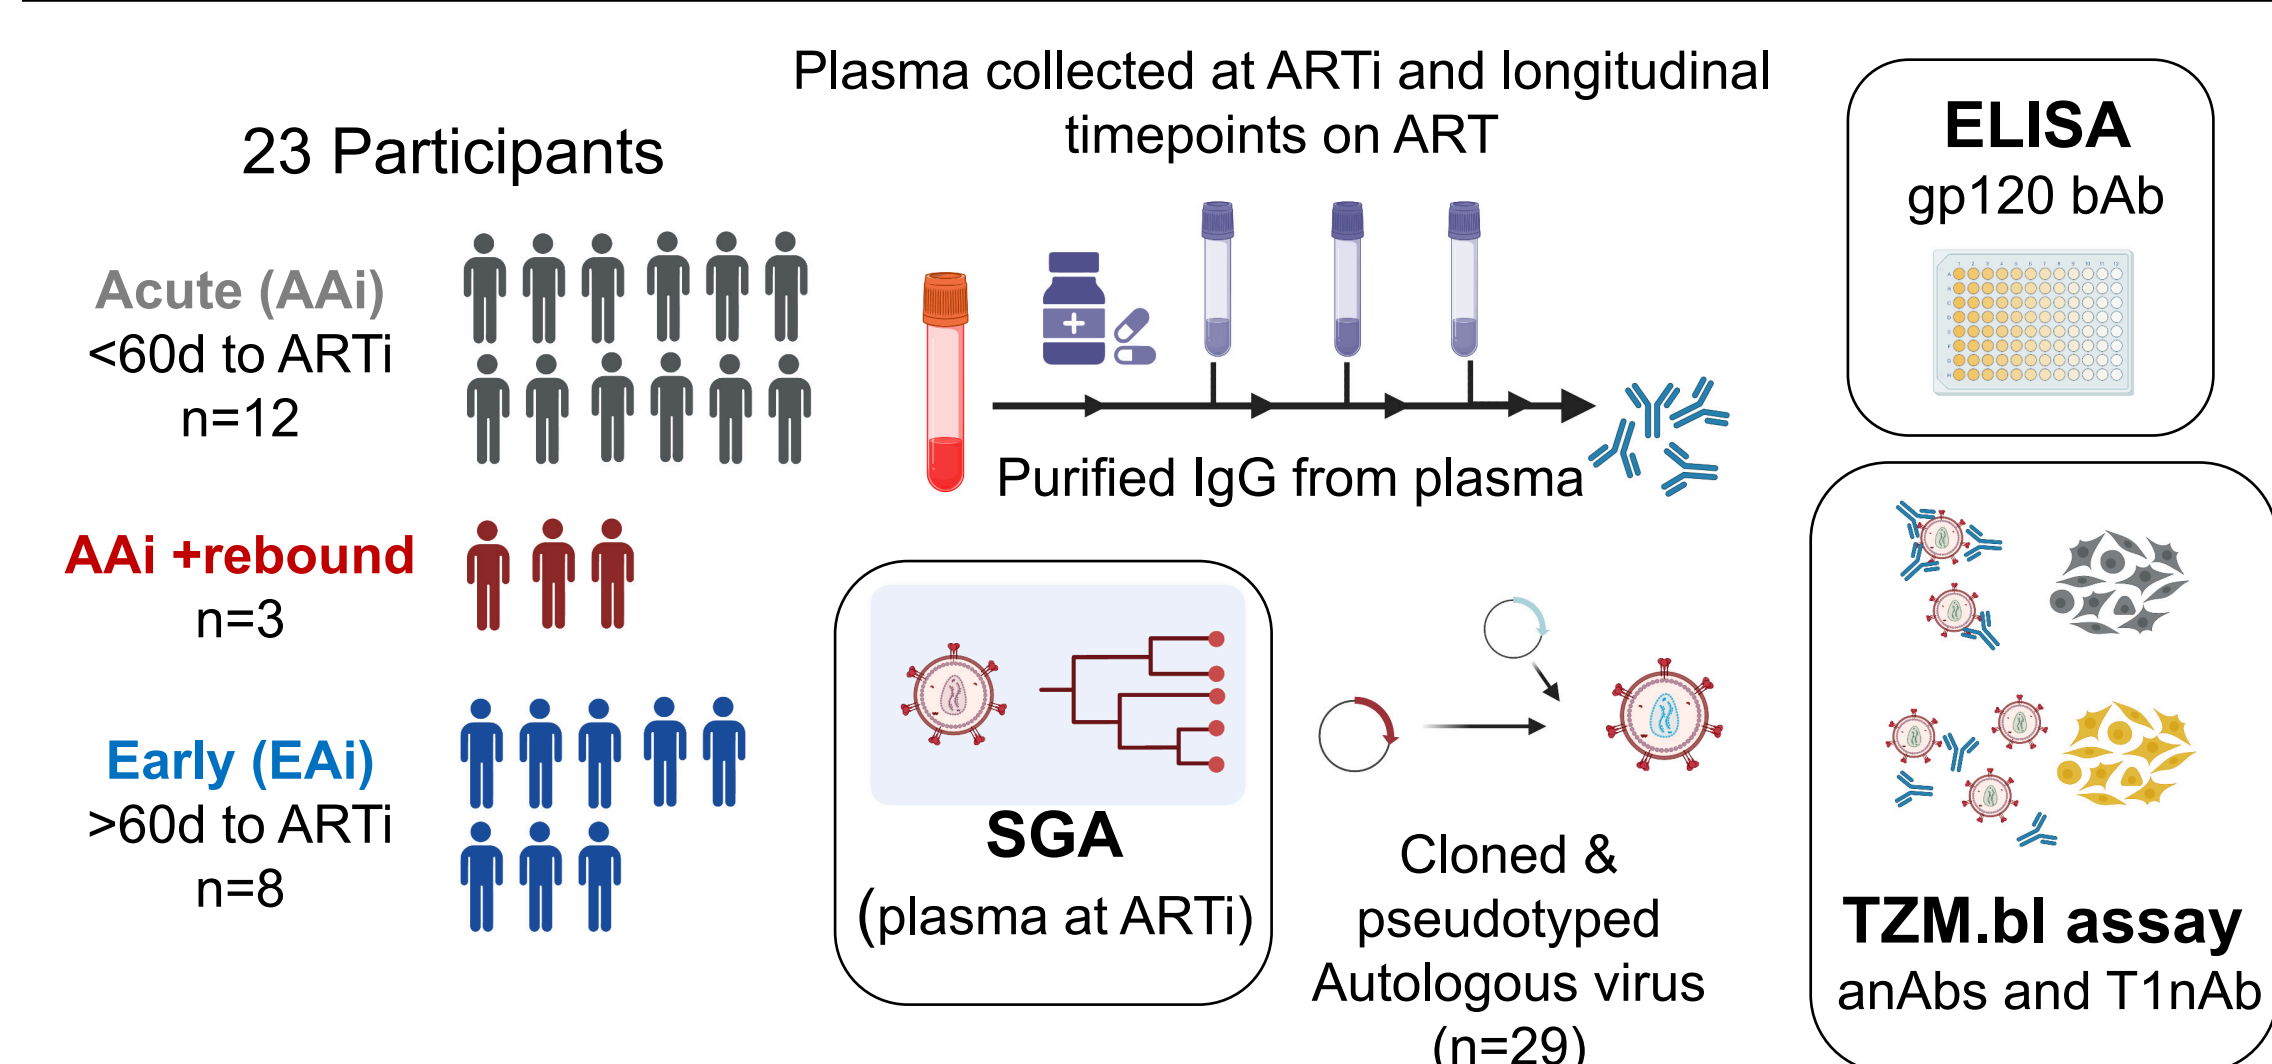 23 Participants
Acute (AAi)
<60d to ARTi
n=12
AAi +rebound
n=3
Early (EAi)
>60d to ARTi
n=8
Plasma collected at ARTi and longitudinal
timepoints on ART
Purified IgG from plasma
SGA
(plasma at ARTi)
Cloned &
pseudotyped
Autologous virus
(n=29)
ELISA
gp120 bAb
TZM.bl assay
anAbs and T1nAb